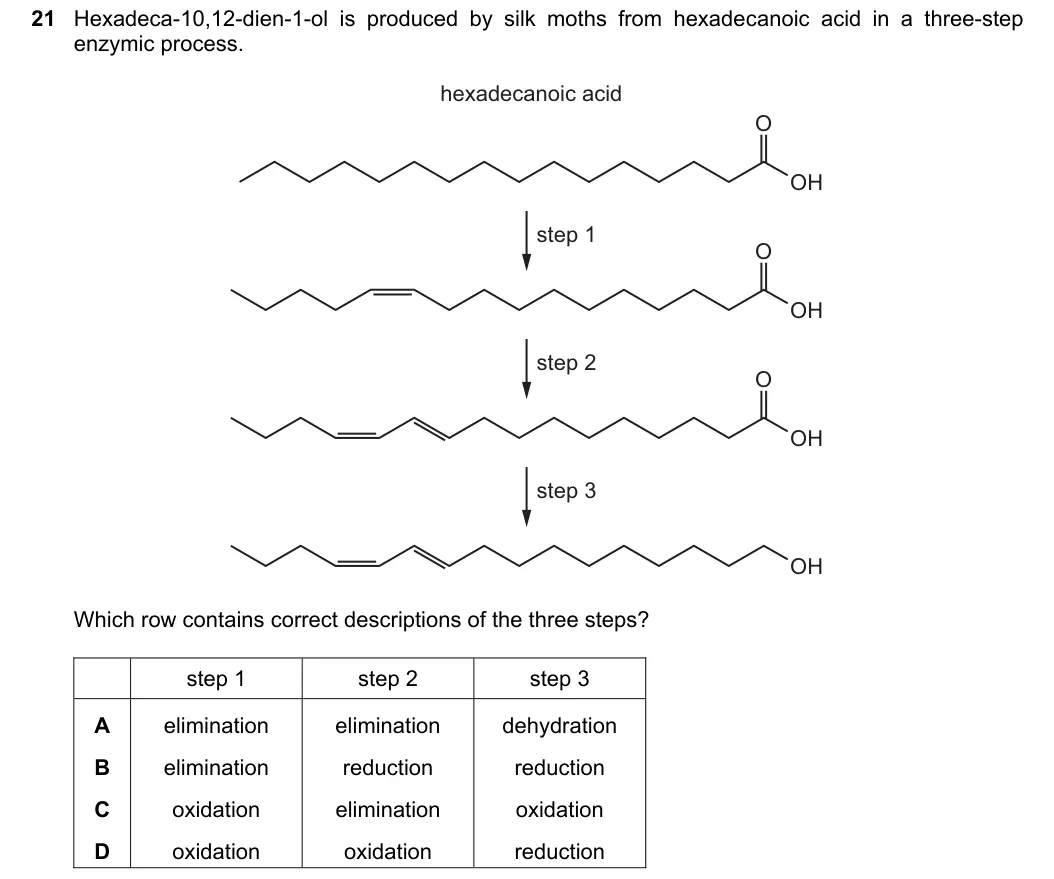 21 Hexadeca-10,12-dien-1-ol is produced by silk moths from hexadecanoic acid in a three-step
enzymic process.
hexadecanoic acid
O
OH
step 1
O
OH
step 2
O
OH
step 3
OH
Which row contains correct descriptions of the three steps?
step 1 step 2 step 3
A elimination elimination dehydration
B elimination reduction reduction
C oxidation elimination oxidation
D oxidation oxidation reduction